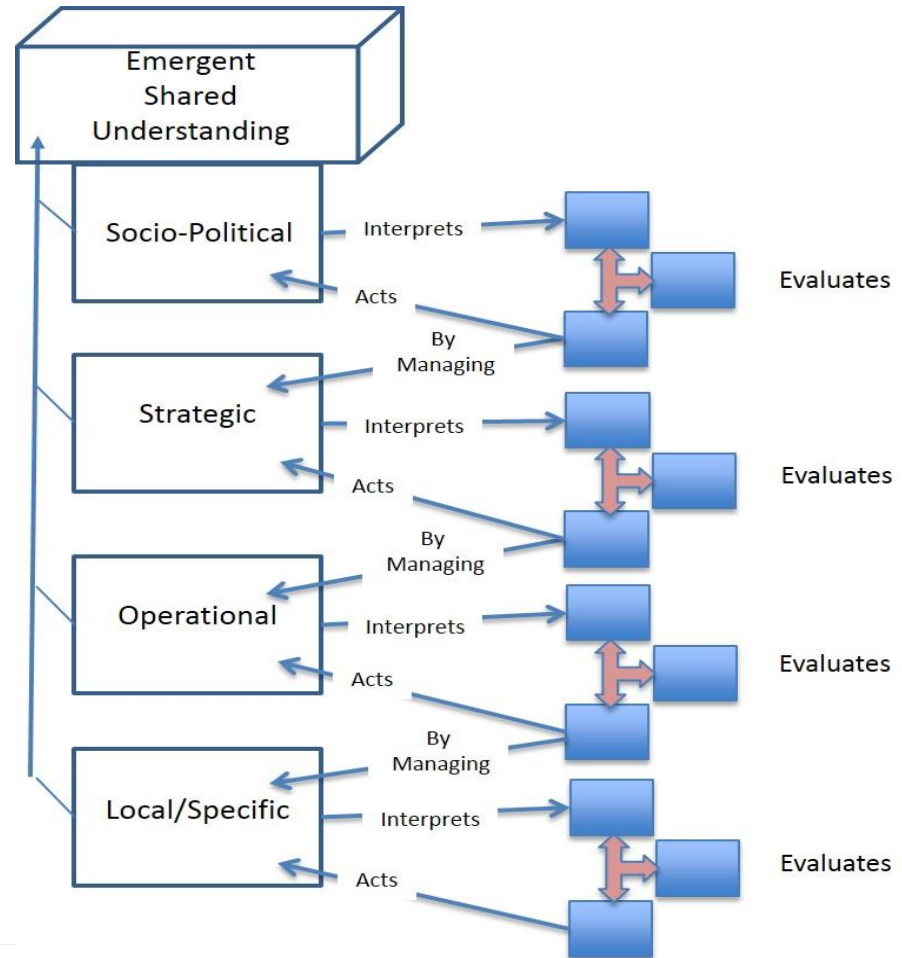 Emergent
Shared
Understanding
Socio-Political
Interprets
Evaluates
Acts
By
Managing
Strategic
Interprets
Evaluates
Acts
By
Managing
Operational
Interprets
Evaluates
Acts
By
Managing
Local/Specific
Interprets
Evaluates
Acts